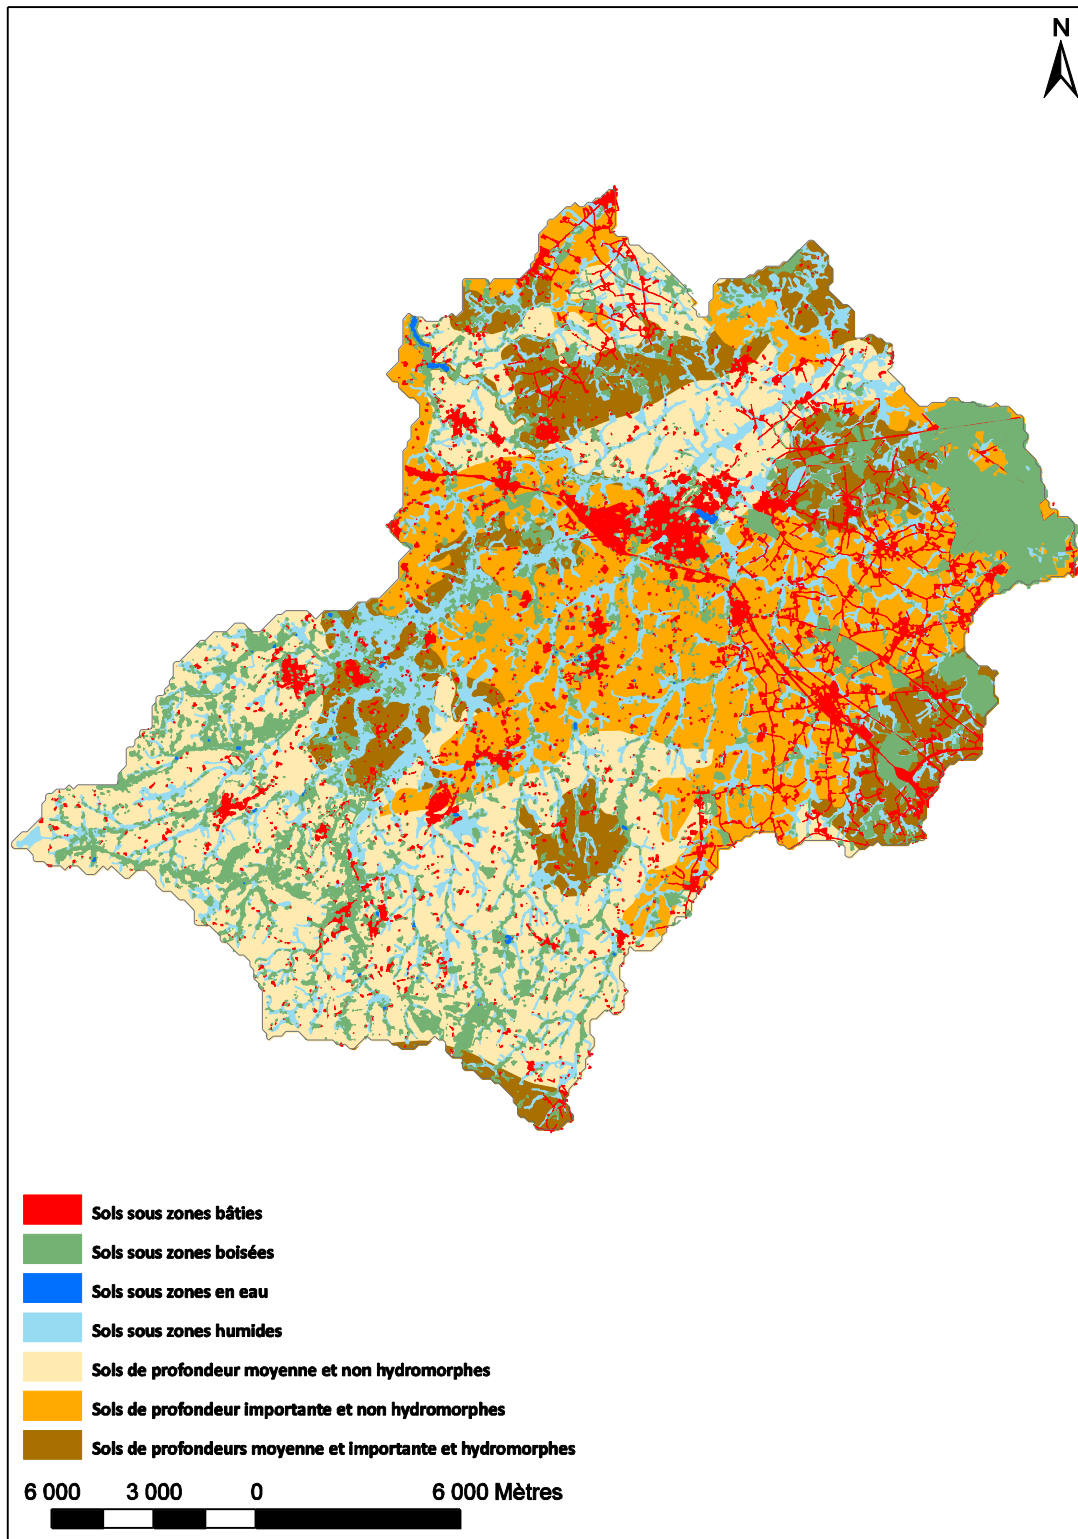 N
Sols sous zones bâties
Sols sous zones boisées
Sols sous zones en eau
Sols sous zones humides
Sols de profondeur moyenne et non hydromorphes
Sols de profondeur importante et non hydromorphes
Sols de profondeurs moyenne et importante et hydromorphes
6 000 3 000 0 6 000 Mètres